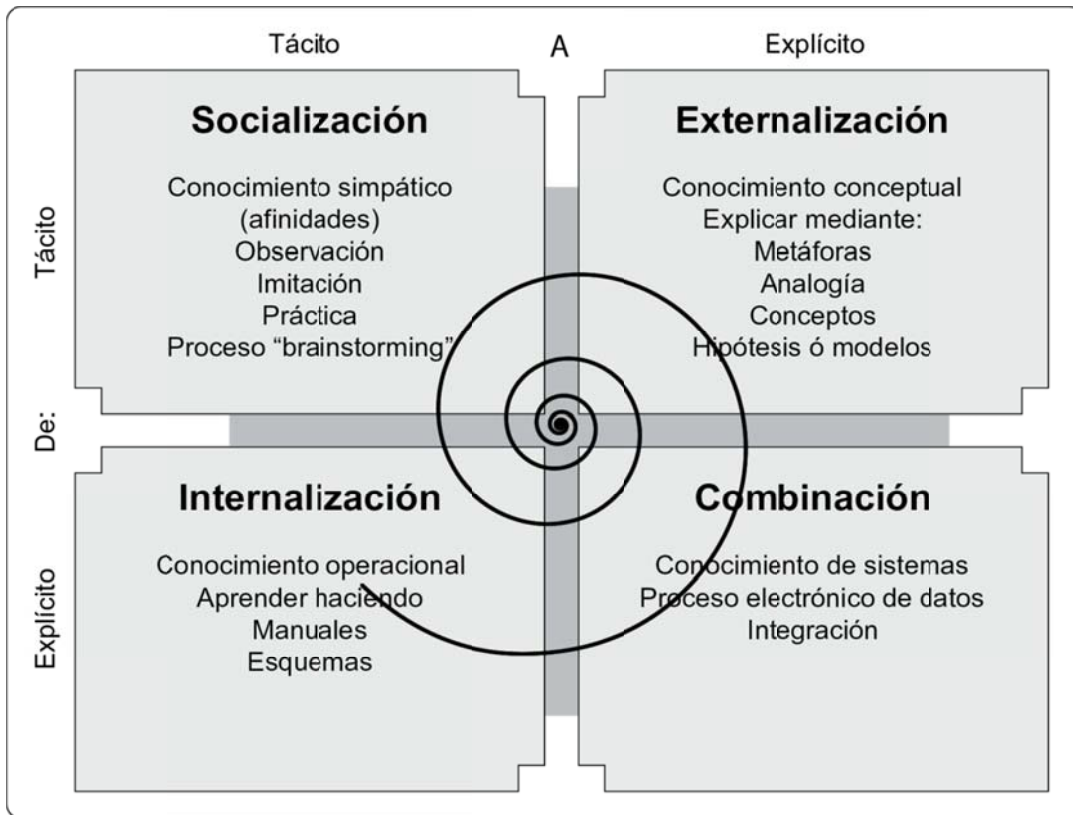 Tácito
A
Explícito
Tácito
De:
Explícito
Socialización
Conocimiento simpático
(afinidades)
Observación
Imitación
Práctica
Proceso “brainstorming”
Externalización
Conocimiento conceptual
Explicar mediante:
Metáforas
Analogía
Conceptos
Hipótesis ó modelos
Internalización
Conocimiento operacional
Aprender haciendo
Manuales
Esquemas
Combinación
Conocimiento de sistemas
Proceso electrónico de datos
Integración